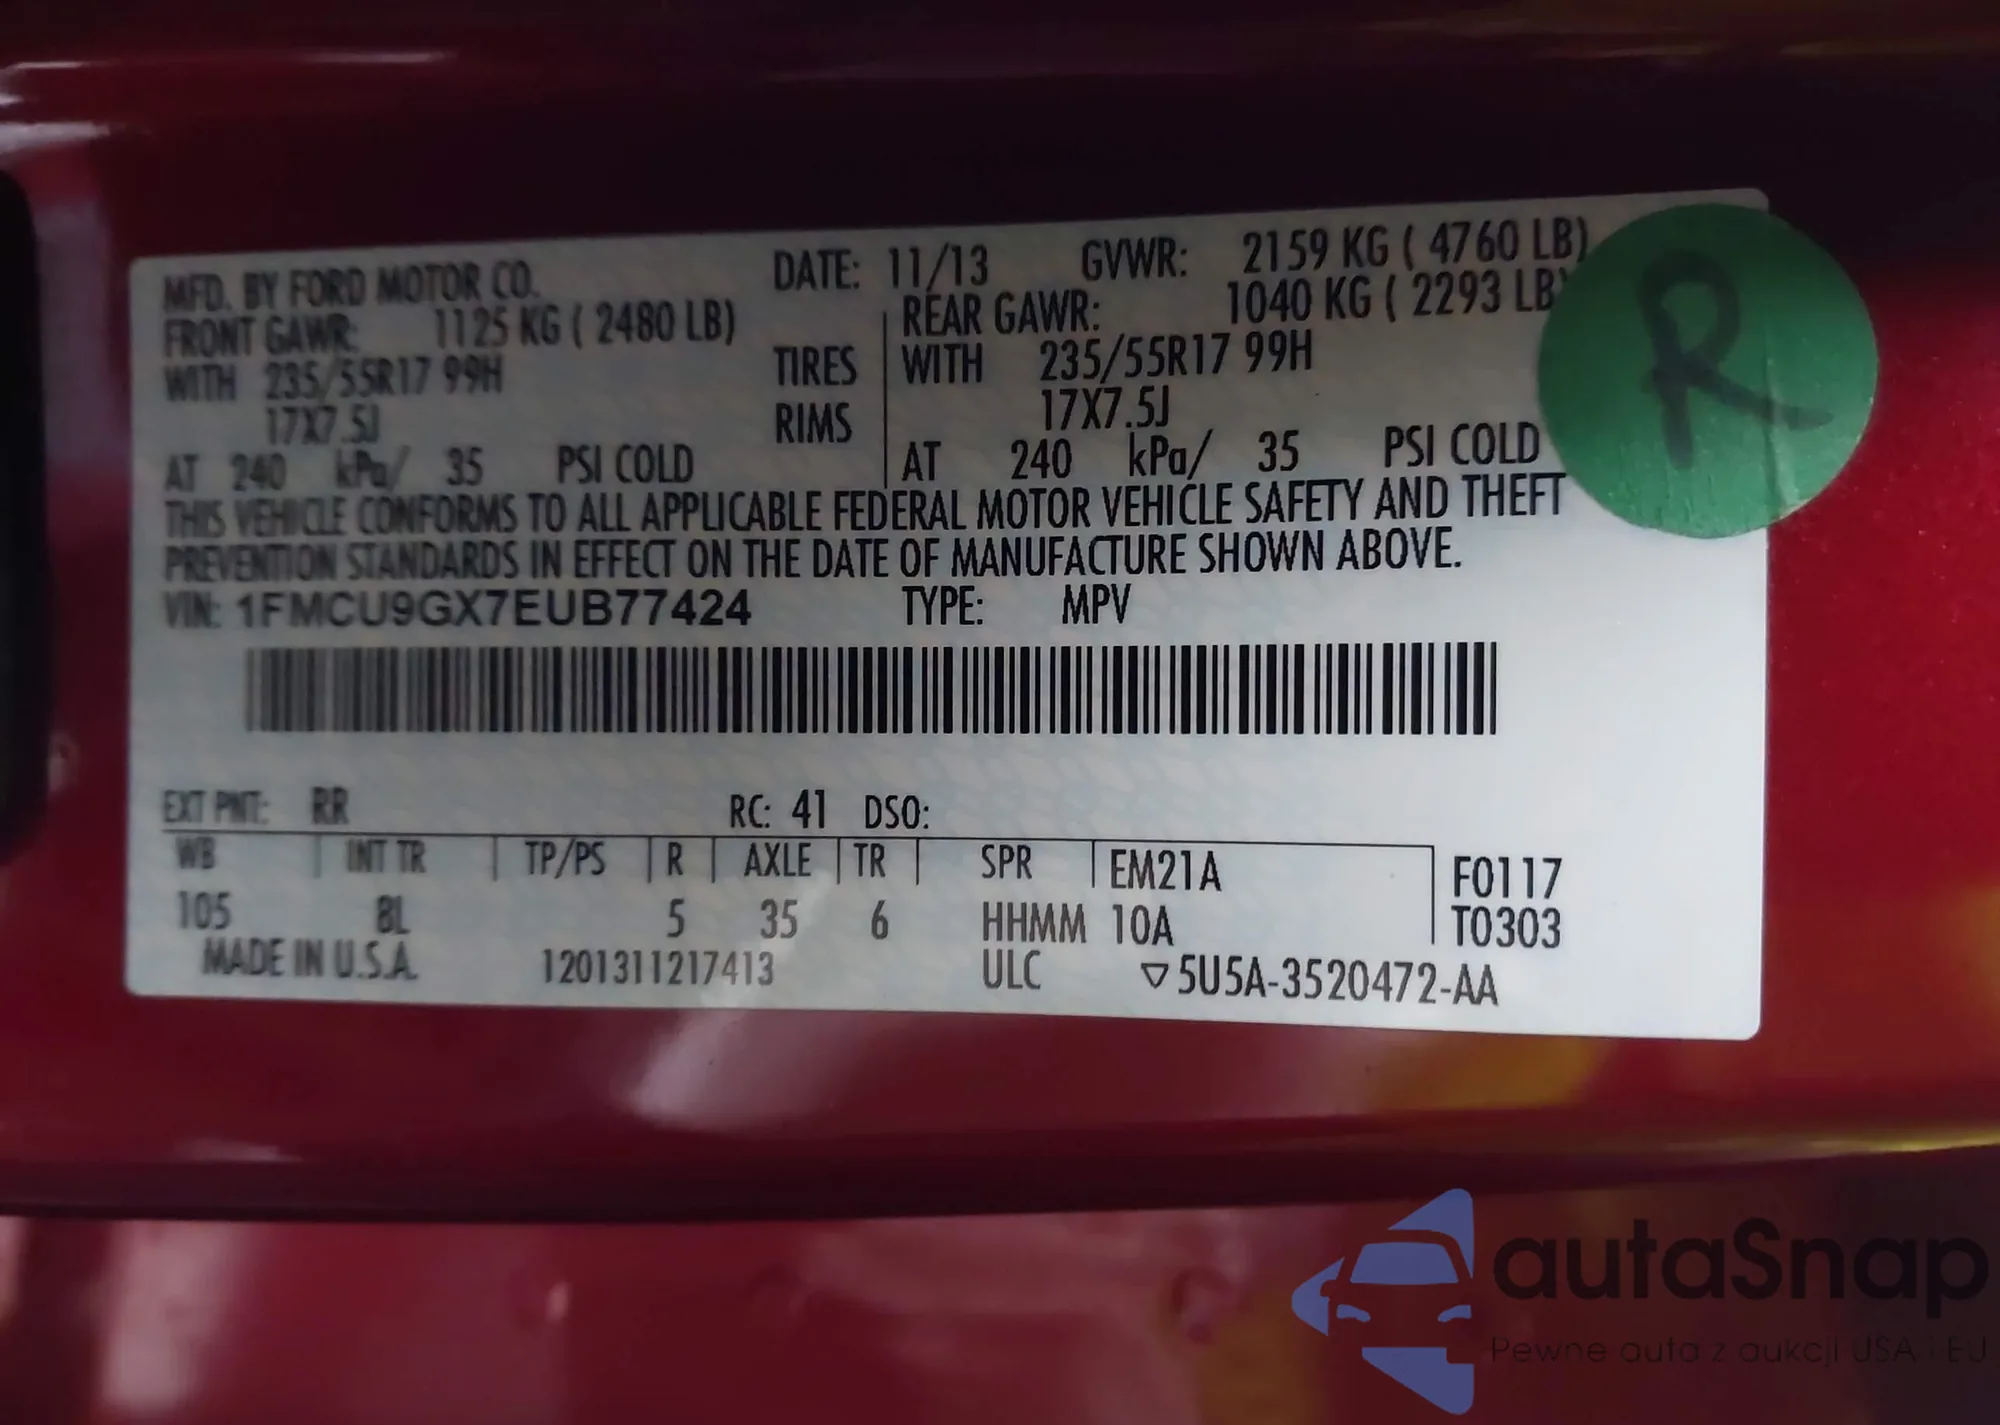 MFD. BY FORD MOTOR CO. DATE: 11/13 GVWR: 2159 KG ( 4760 LB)
FRONT GAWR: 1125 KG ( 2480 LB) REAR GAWR: 1040 KG ( 2293 LB)
WITH 235/55R17 99H TIRES WITH 235/55R17 99H
17X7.5J RIMS 17X7.5J
AT 240 kPa/ 35 PSI COLD AT 240 kPa/ 35 PSI COLD
THIS VEHICLE CONFORMS TO ALL APPLICABLE FEDERAL MOTOR VEHICLE SAFETY AND THEFT
PREVENTION STANDARDS IN EFFECT ON THE DATE OF MANUFACTURE SHOWN ABOVE.
VIN: 1FMCU9GX7EUB77424 TYPE: MPV
R
EXT PNT: RR RC: 41 DSO:
WB INT TR TP/PS R AXLE TR SPR EM21A F0117
105 8L 5 35 6 HHMM 10A T0303
MADE IN U.S.A. 1201311217413 ULC ▽5U5A-3520472-AA
autaSnap
Pewne auta z aukcji USA i EU